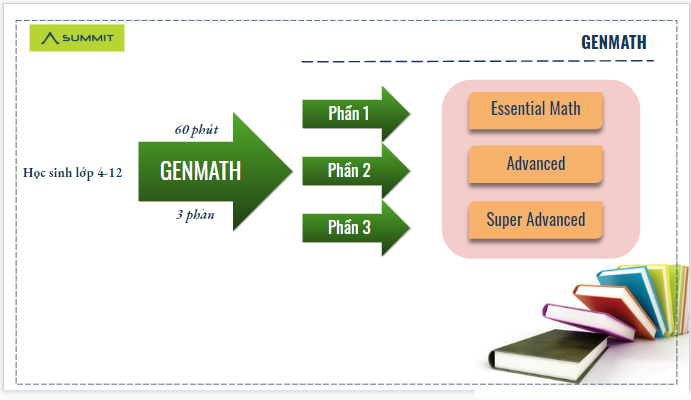 SUMMIT
GENMATH
Học sinh lớp 4-12
60 phút
GENMATH
3 phần
Phần 1
Essential Math
Phần 2
Advanced
Phần 3
Super Advanced